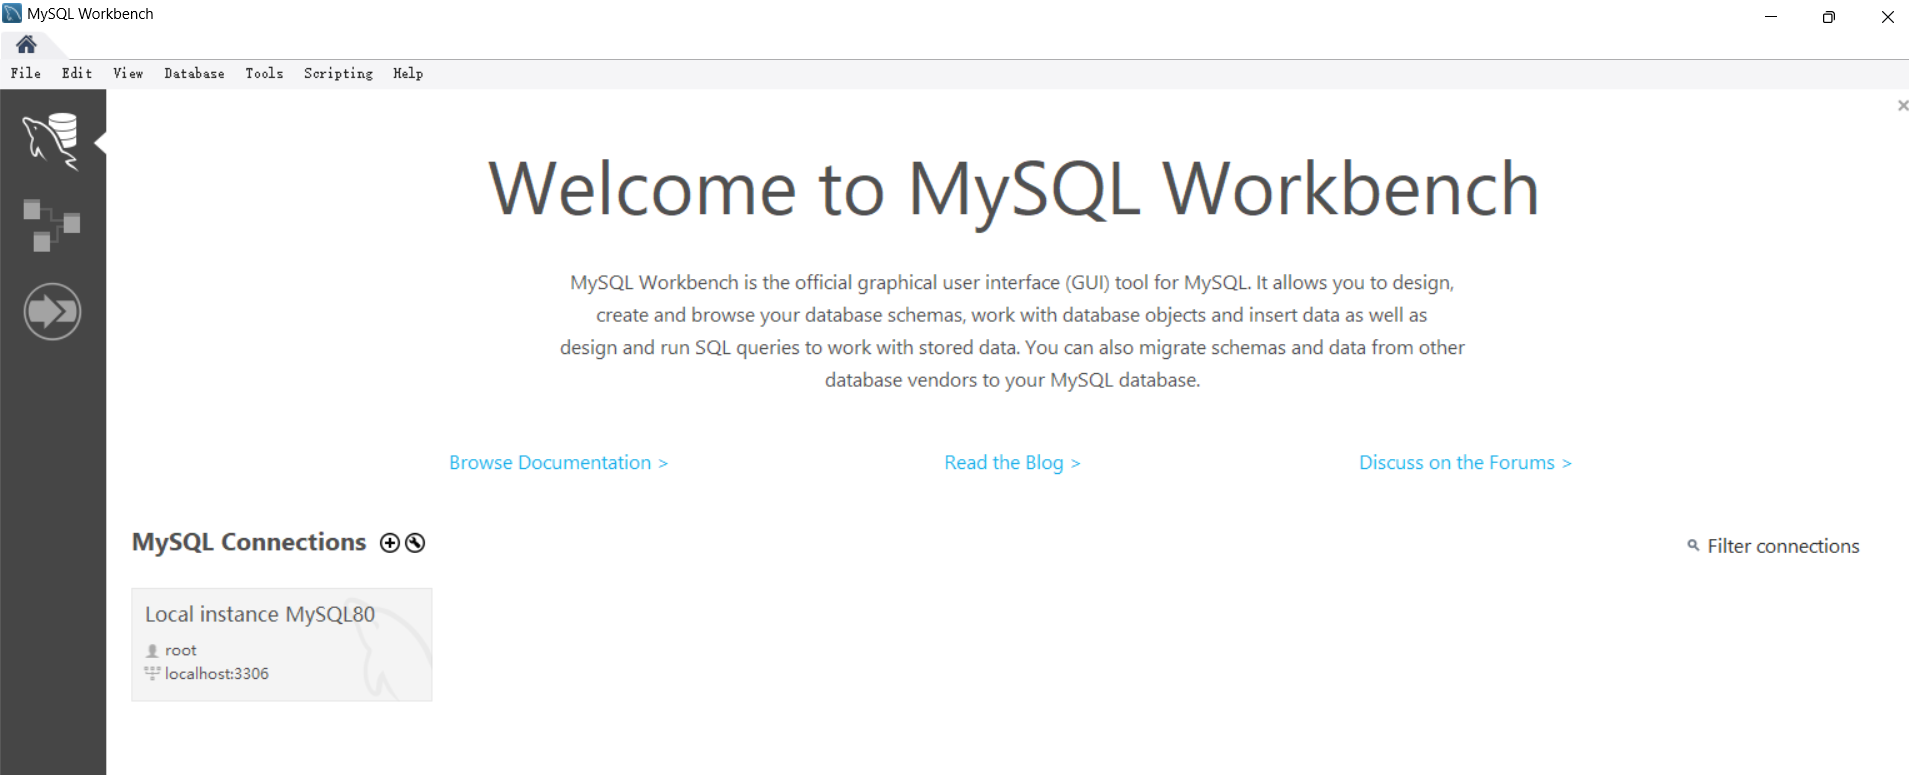 MySQL Workbench
File Edit View Database Tools Scripting Help
Welcome to MySQL Workbench
MySQL Workbench is the official graphical user interface (GUI) tool for MySQL. It allows you to design,
create and browse your database schemas, work with database objects and insert data as well as
design and run SQL queries to work with stored data. You can also migrate schemas and data from other
database vendors to your MySQL database.
Browse Documentation > Read the Blog > Discuss on the Forums >
MySQL Connections Filter connections
Local instance MySQL80
root
localhost:3306